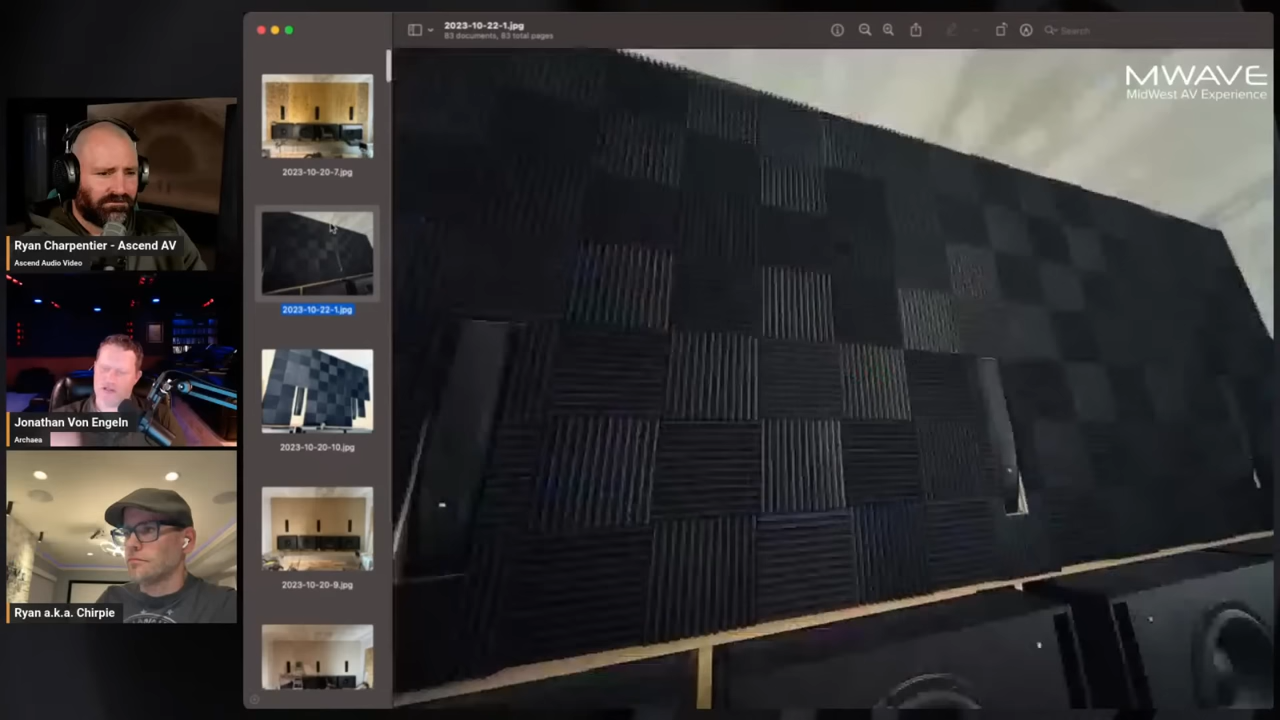 2023-10-22-1.jpg
83 documents, 83 total pages
Search
MWAVE
MidWest AV Experience
2023-10-20-7.jpg
2023-10-22-1.jpg
2023-10-20-10.jpg
2023-10-20-9.jpg
Ryan Charpentier - Ascend AV
Ascend Audio Video
Jonathan Von Engeln
Archaea
Ryan a.k.a. Chirpie